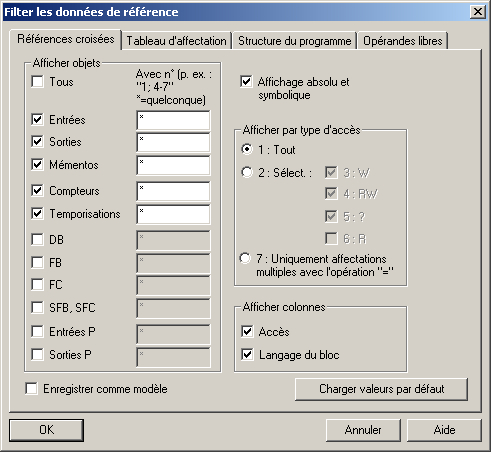 Filter les données de référence
Références croisées
Tableau d'affectation
Structure du programme
Opérandes libres
Afficher objets
Tous
Avec n° (p. ex. :
"1; 4-7"
*=quelconque)
Entrées *
Sorties *
Mémentos *
Compteurs *
Temporisations *
DB *
FB *
FC *
SFB, SFC *
Entrées P *
Sorties P *
Affichage absolu et
symbolique
Afficher par type d'accès
1 : Tout
2 : Sélect. :
3 : W
4 : RW
5 : ?
6 : R
7 : Uniquement affectations
multiples avec l'opération "="
Afficher colonnes
Accès
Langage du bloc
Enregistrer comme modèle
Charger valeurs par défaut
OK
Annuler
Aide